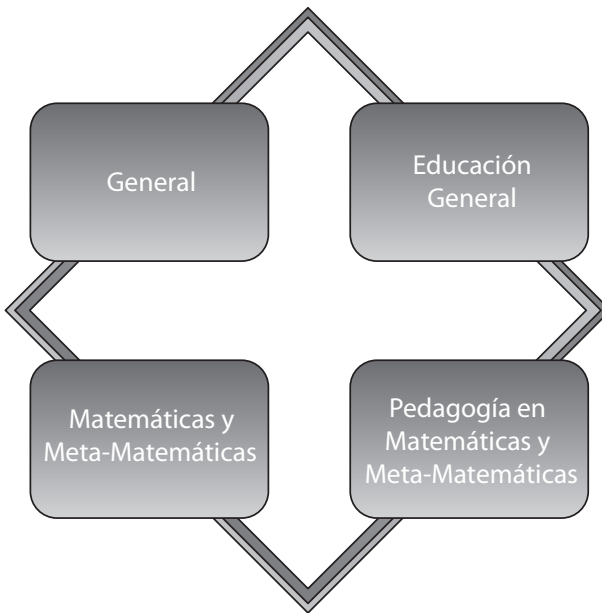 General
Educación
General
Matemáticas y
Meta-Matemáticas
Pedagogía en
Matemáticas y
Meta-Matemáticas